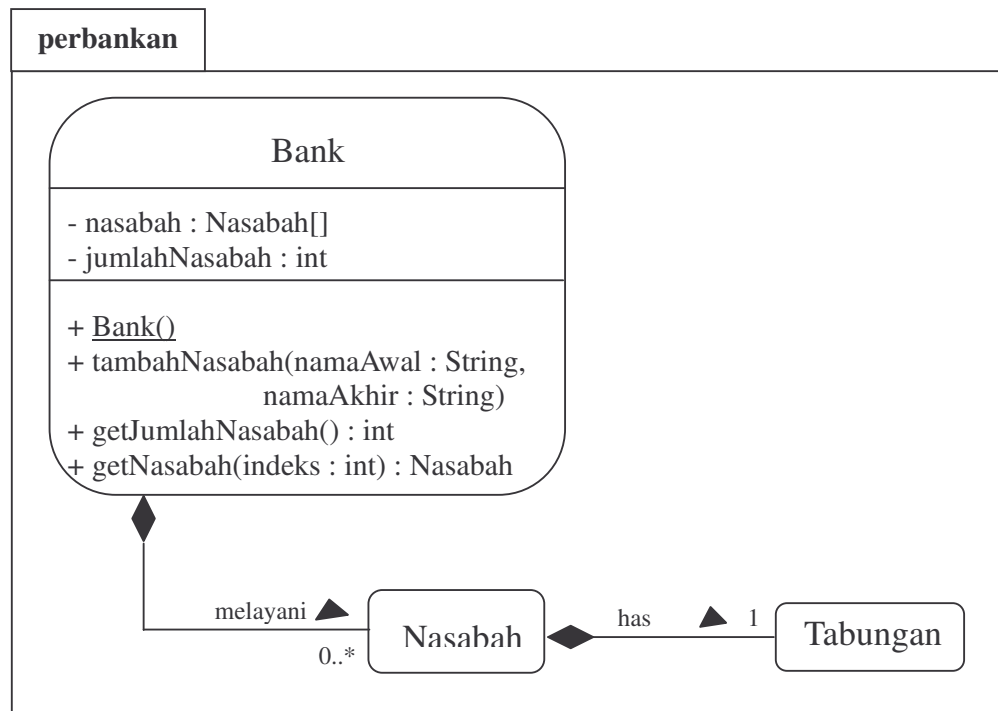 perbankan
Bank
- nasabah : Nasabah[]
- jumlahNasabah : int
+ Bank()
+ tambahNasabah(namaAwal : String,
namaAkhir : String)
+ getJumlahNasabah() : int
+ getNasabah(indeks : int) : Nasabah
melayani
0..*
Nasabah
has
1
Tabungan